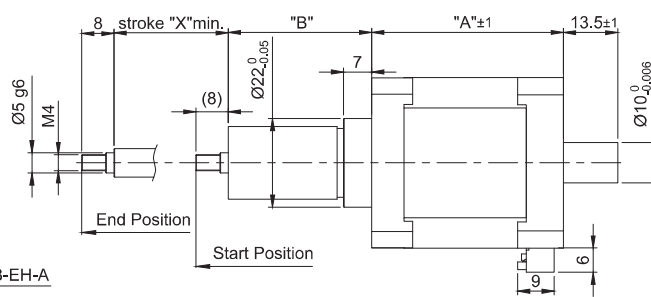 8
stroke "X"min.
"B"
"A"±1
13.5±1
7
(8)
Ø22 0 -0.05
Ø5 g6
M4
Ø10 0 -0.006
End Position
Start Position
6
9
-EH-A